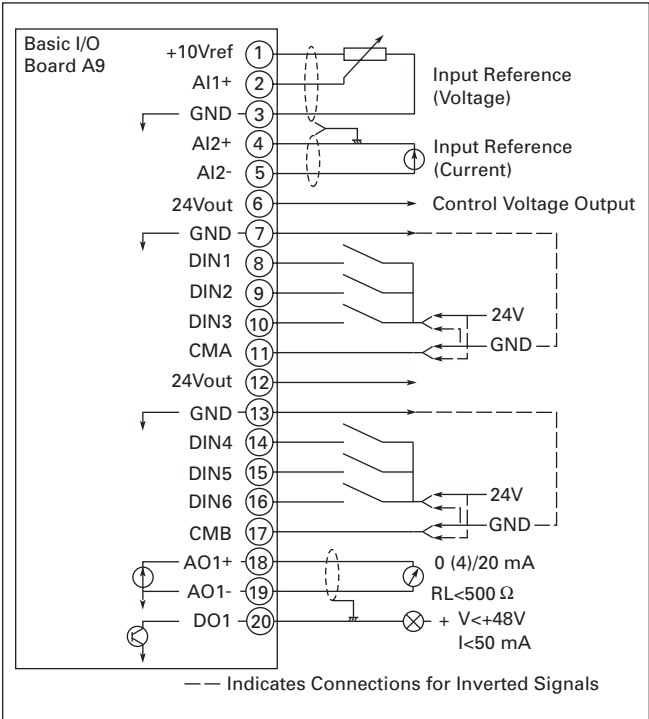 Basic I/O
Board A9
+10Vref 1
AI1+ 2
Input Reference
(Voltage)
GND 3
AI2+ 4
Input Reference
(Current)
AI2- 5
24Vout 6 Control Voltage Output
GND 7
DIN1 8
DIN2 9
DIN3 10 24V
CMA 11 GND
24Vout 12
GND 13
DIN4 14
DIN5 15
DIN6 16 24V
CMB 17 GND
AO1+ 18 0 (4)/20 mA
AO1- 19 RL<500 Ω
DO1 20 + V<+48V
I<50 mA
Indicates Connections for Inverted Signals